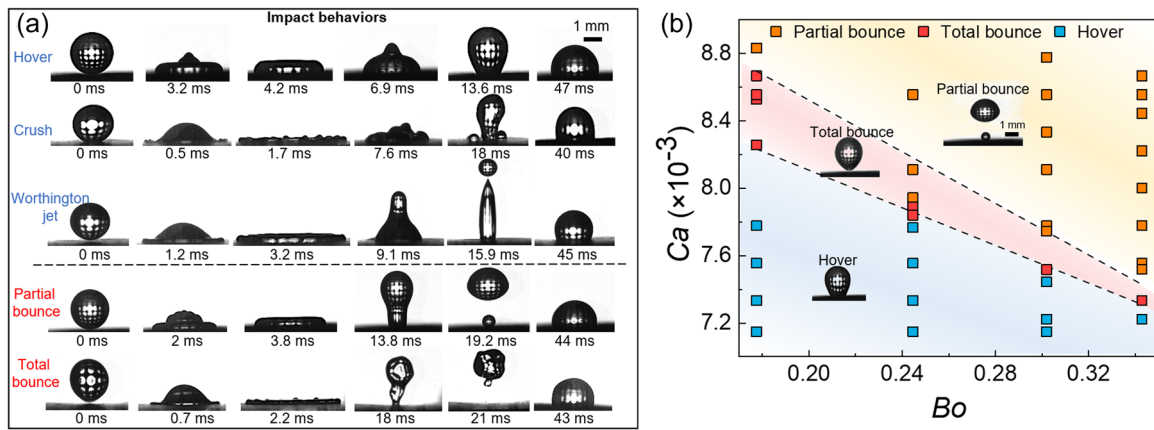 (a)
Impact behaviors
1 mm
Hover
0 ms 3.2 ms 4.2 ms 6.9 ms 13.6 ms 47 ms
Crush
0 ms 0.5 ms 1.7 ms 7.6 ms 18 ms 40 ms
Worthington
jet
0 ms 1.2 ms 3.2 ms 9.1 ms 15.9 ms 45 ms
Partial
bounce
0 ms 2 ms 3.8 ms 13.8 ms 19.2 ms 44 ms
Total
bounce
0 ms 0.7 ms 2.2 ms 18 ms 21 ms 43 ms
(b)
Partial bounce Total bounce Hover
8.8
8.4
8.0
7.6
7.2
Ca (×10-3)
Partial bounce
1 mm
Total bounce
Hover
0.20 0.24 0.28 0.32
Bo